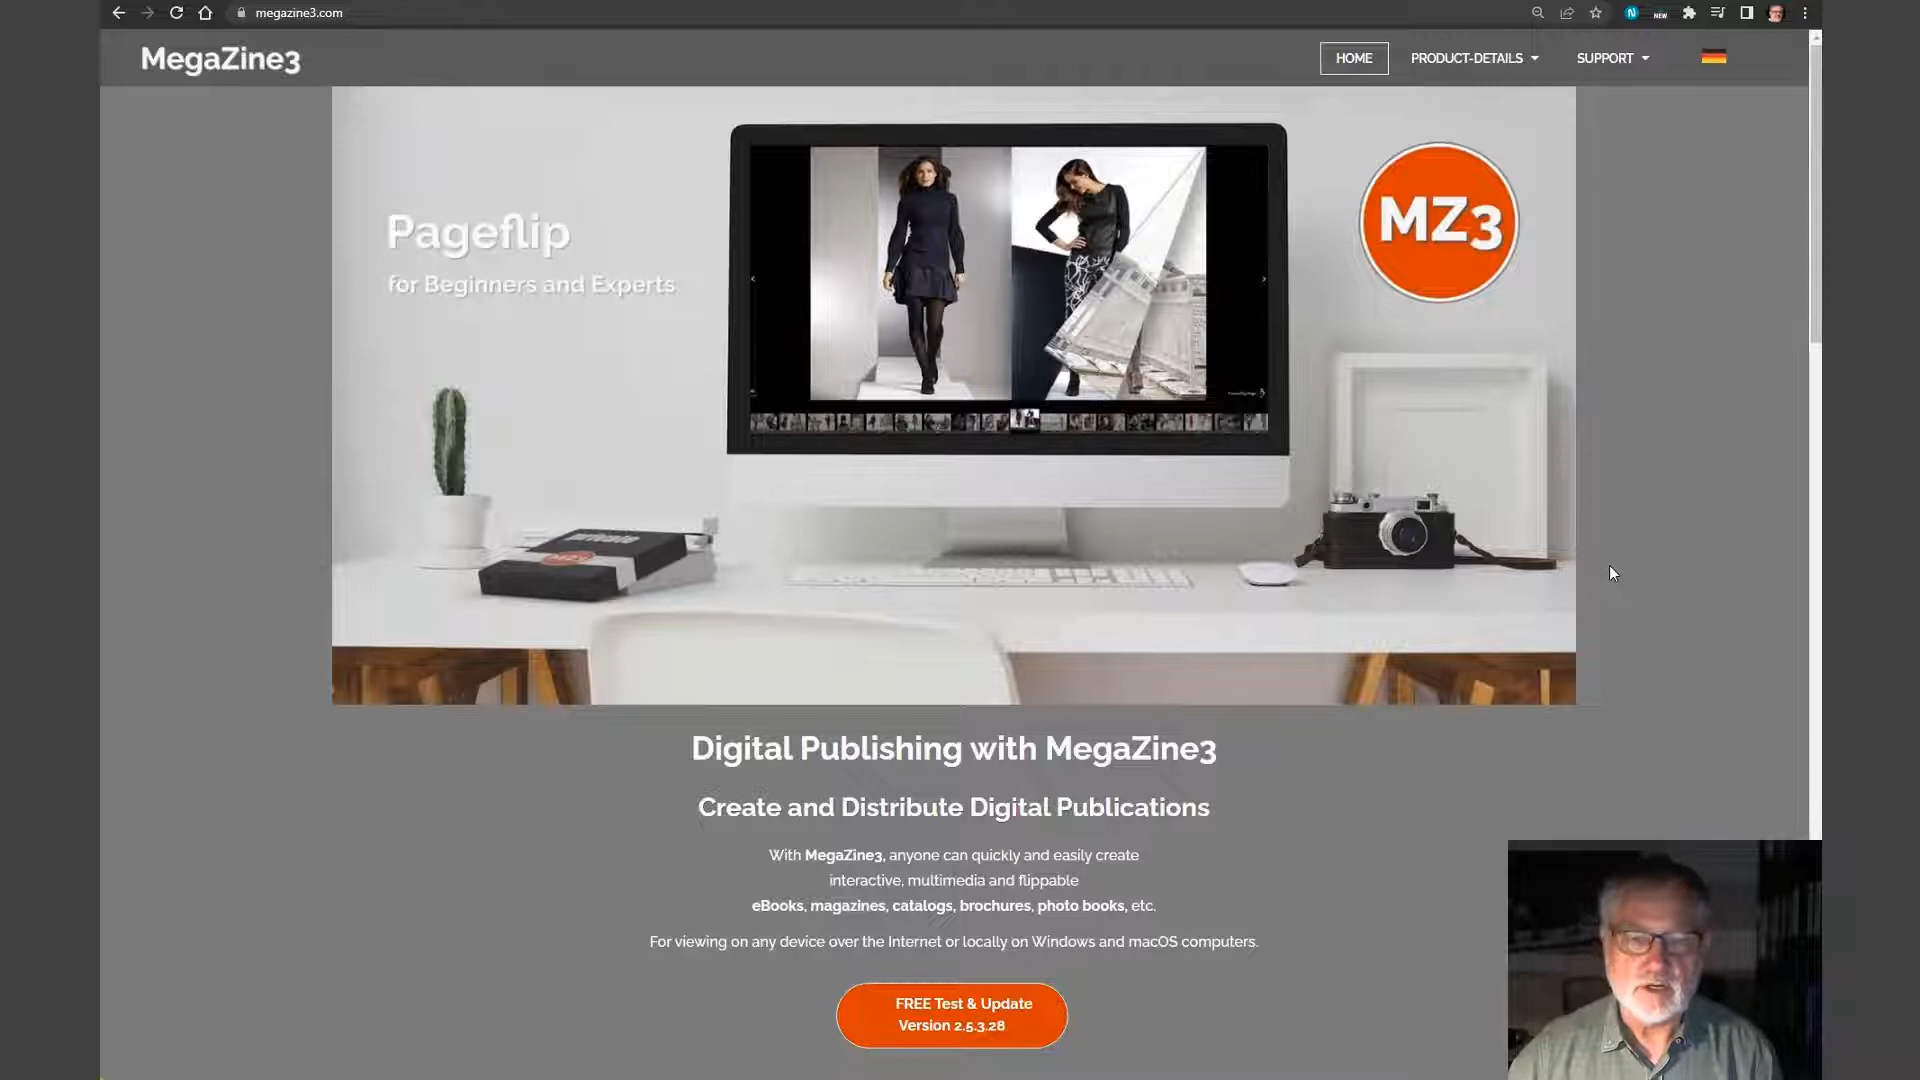 megazine3.com
NEW
MegaZine3
HOME
PRODUCT-DETAILS
SUPPORT
Pageflip
for Beginners and Experts
MZ3
private
MZ3
Digital Publishing with MegaZine3
Create and Distribute Digital Publications
With MegaZine3, anyone can quickly and easily create
interactive, multimedia and flippable
eBooks, magazines, catalogs, brochures, photo books, etc.
For viewing on any device over the Internet or locally on Windows and macOS computers.
FREE Test & Update
Version 2.5.3.28